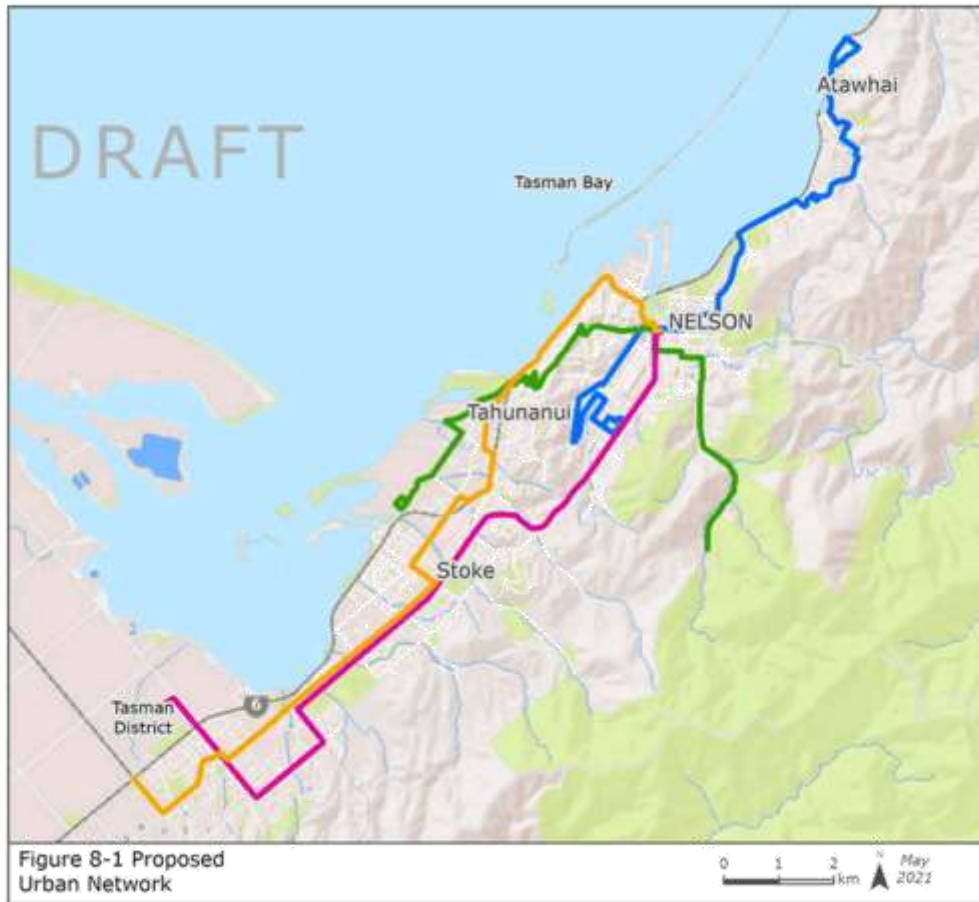 Atawhai
DRAFT
Tasman Bay
NELSON
Tahunanui
Stoke
6
Tasman
District
Figure 8-1 Proposed
Urban Network
0 1 2
km
N
May
2021